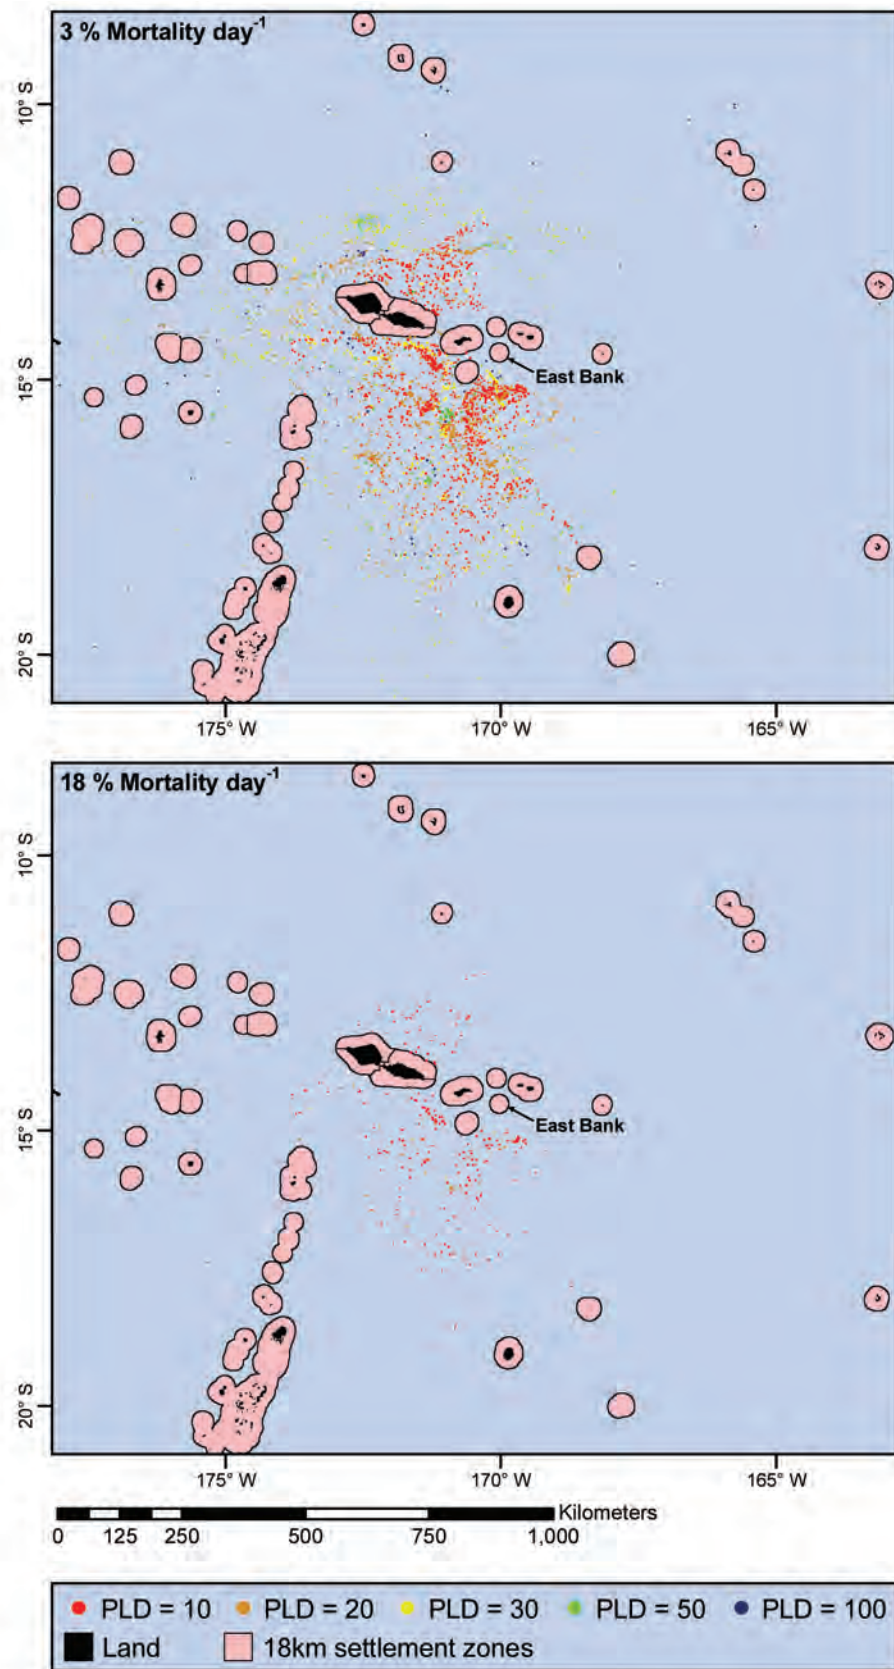 3 % Mortality day-1
10° S
15° S
20° S
East Bank
175° W
170° W
165° W
18 % Mortality day-1
10° S
15° S
20° S
East Bank
175° W
170° W
165° W
Kilometers
0 125 250 500 750 1,000
PLD = 10 PLD = 20 PLD = 30 PLD = 50 PLD = 100
Land 18km settlement zones